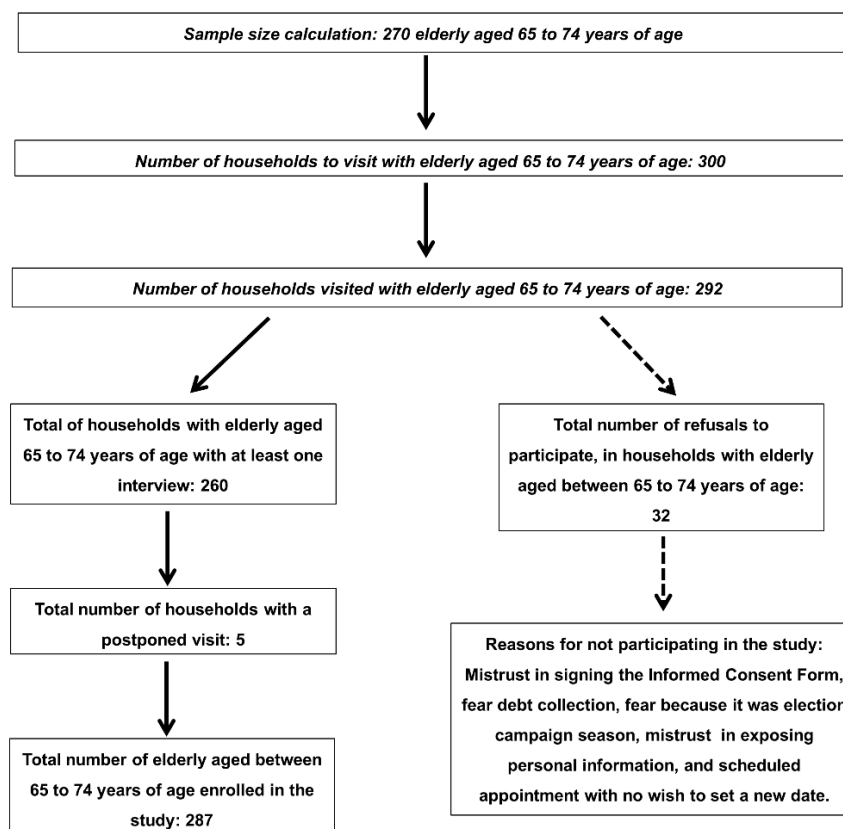 Sample size calculation: 270 elderly aged 65 to 74 years of age
Number of households to visit with elderly aged 65 to 74 years of age: 300
Number of households visited with elderly aged 65 to 74 years of age: 292
Total of households with elderly aged
65 to 74 years of age with at least one
interview: 260
Total number of households with a
postponed visit: 5
Total number of elderly aged between
65 to 74 years of age enrolled in the
study: 287
Total number of refusals to
participate, in households with elderly
aged between 65 to 74 years of age:
32
Reasons for not participating in the study:
Mistrust in signing the Informed Consent Form,
fear debt collection, fear because it was election
campaign season, mistrust in exposing
personal information, and scheduled
appointment with no wish to set a new date.